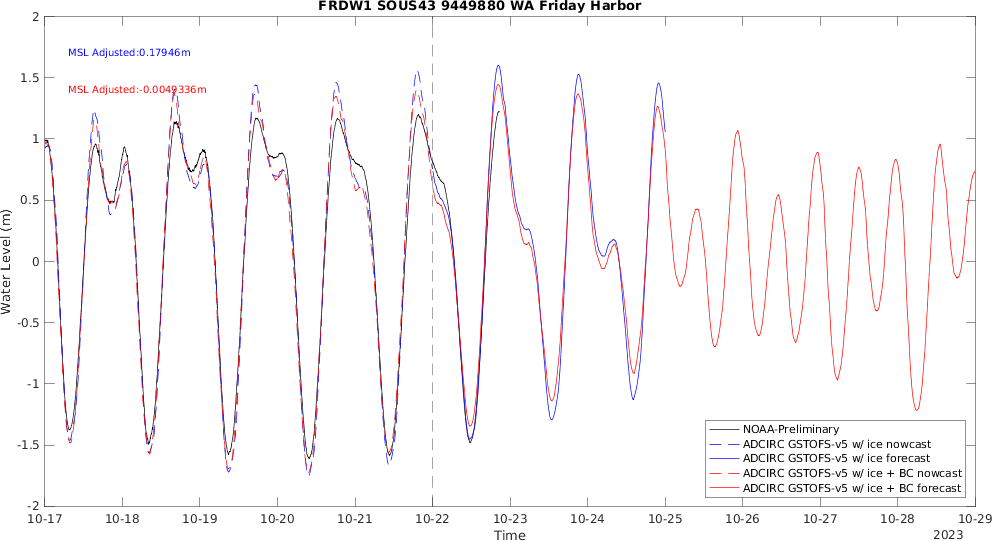 FRDW1 SOUS43 9449880 WA Friday Harbor
MSL Adjusted:0.17946m
MSL Adjusted:-0.0049336m
Water Level (m)
2
1.5
1
0.5
0
-0.5
-1
-1.5
-2
NOAA-Preliminary
ADCIRC GSTOFS-v5 w/ ice nowcast
ADCIRC GSTOFS-v5 w/ ice forecast
ADCIRC GSTOFS-v5 w/ ice + BC nowcast
ADCIRC GSTOFS-v5 w/ ice + BC forecast
10-17 10-18 10-19 10-20 10-21 10-22 10-23 10-24 10-25 10-26 10-27 10-28 10-29
Time
2023